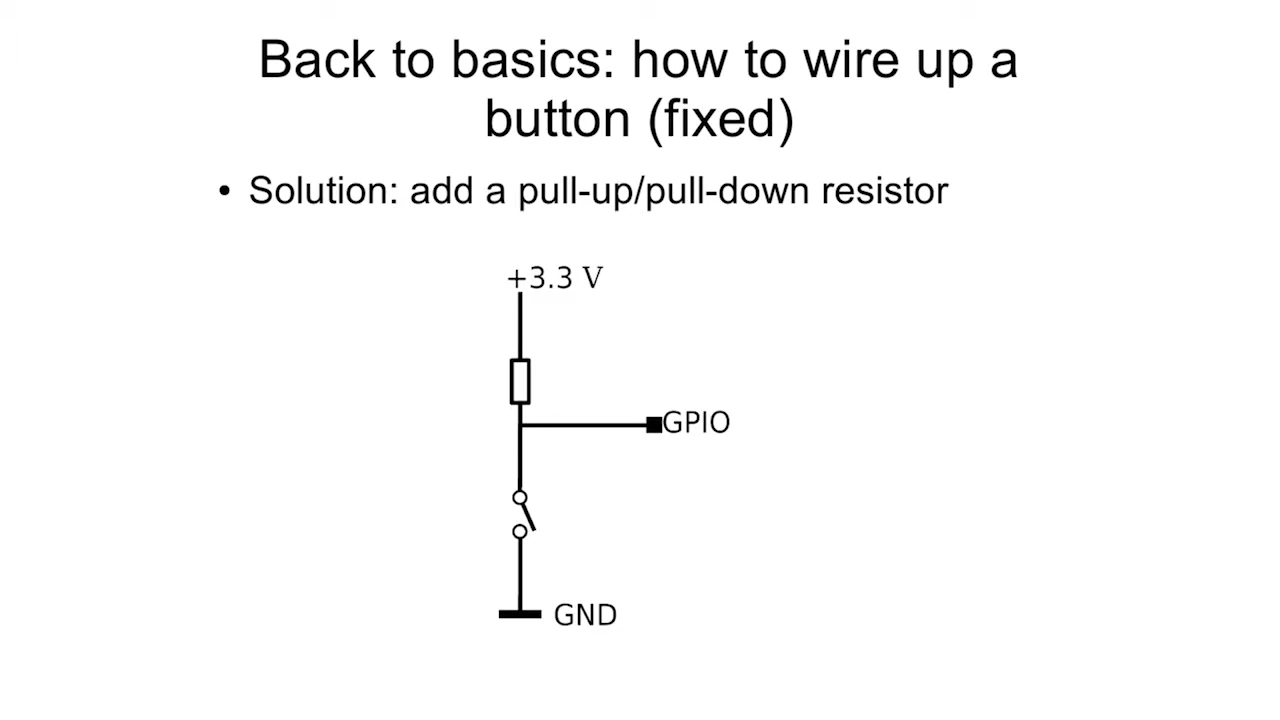 Back to basics: how to wire up a
button (fixed)
• Solution: add a pull-up/pull-down resistor
+3.3 V
GPIO
GND